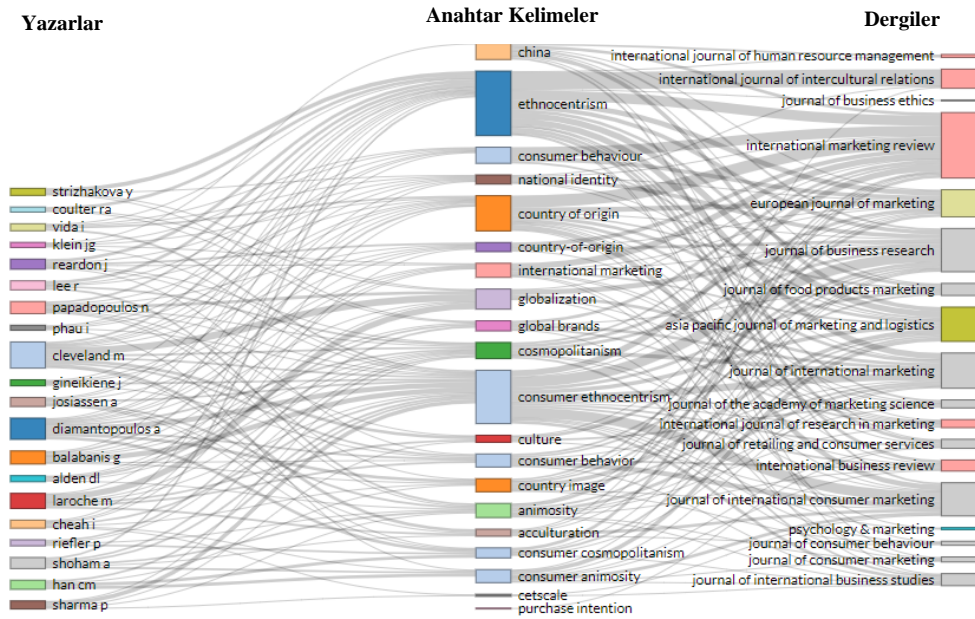 Yazarlar
Anahtar Kelimeler
Dergiler
strizhakova y
coulter ra
vida i
klein jg
reardon j
lee r
papadopoulos n
phau i
cleveland m
gineikiene j
josiassen a
diamantopoulos a
balabanis g
alden dl
laroche m
cheah i
riefler p
shoham a
han cm
sharma p
china
ethnocentrism
consumer behaviour
national identity
country of origin
country-of-origin
international marketing
globalization
global brands
cosmopolitanism
consumer ethnocentrism
culture
consumer behavior
country image
animosity
acculturation
consumer cosmopolitanism
consumer animosity
cetscale
purchase intention
international journal of human resource management
international journal of intercultural relations
journal of business ethics
international marketing review
european journal of marketing
journal of business research
journal of food products marketing
asia pacific journal of marketing and logistics
journal of international marketing
journal of the academy of marketing science
international journal of research in marketing
journal of retailing and consumer services
international business review
journal of international consumer marketing
psychology & marketing
journal of consumer behaviour
journal of consumer marketing
journal of international business studies